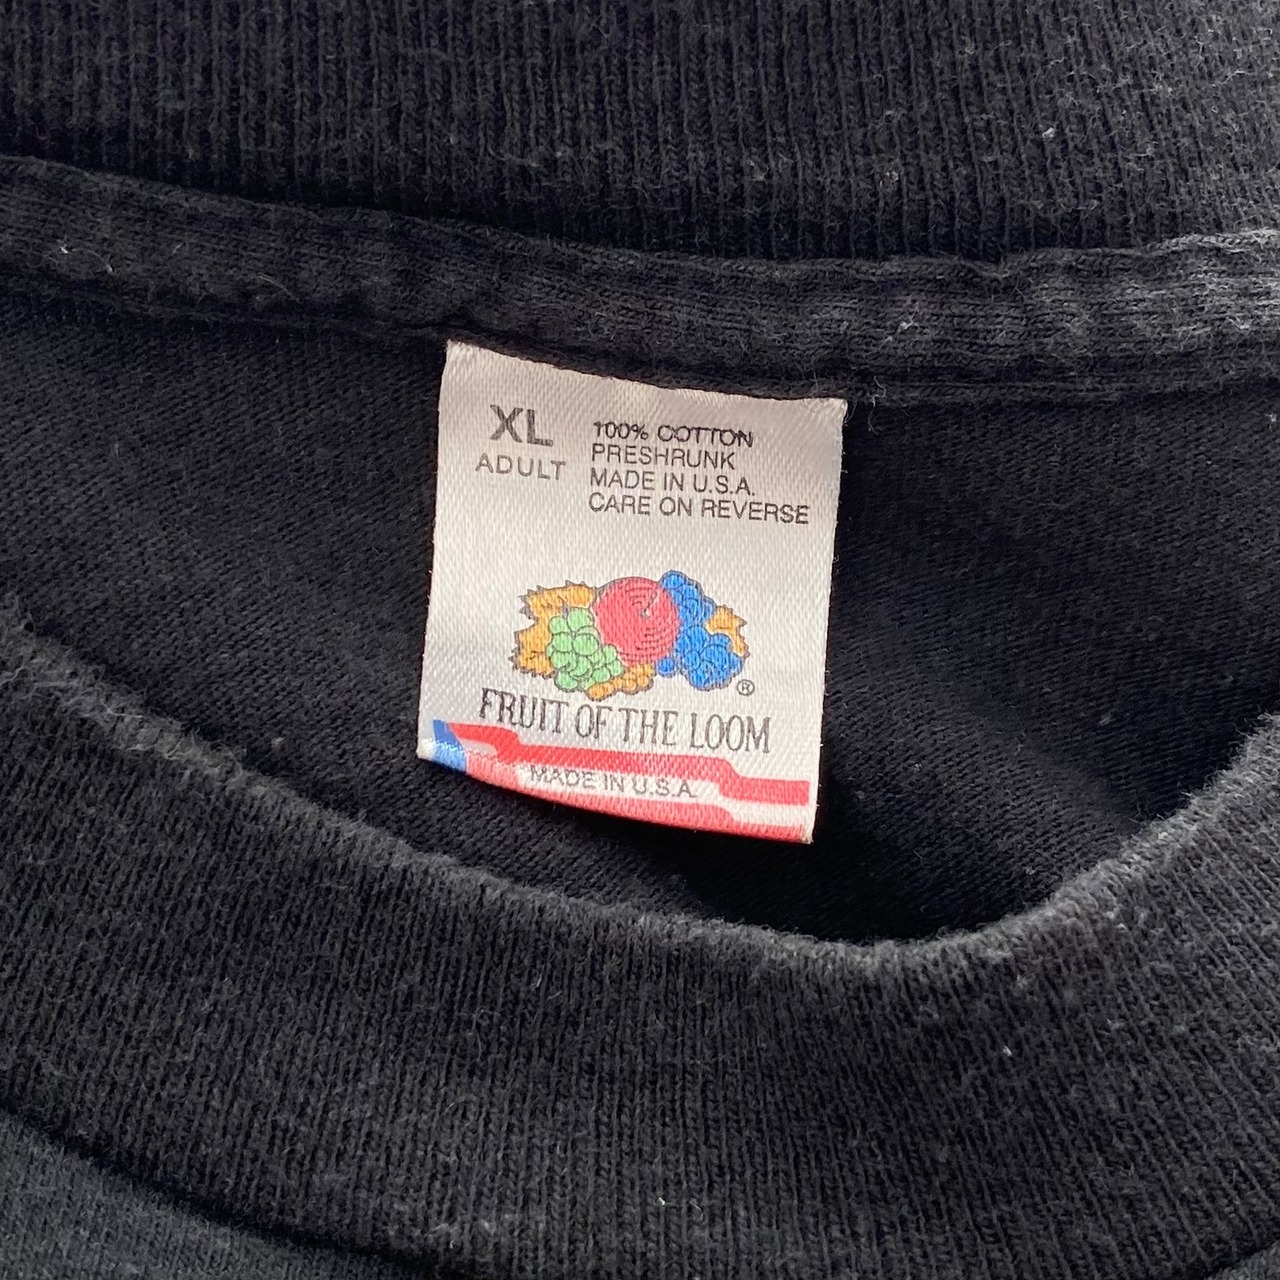 XL
ADULT
100% COTTON
PRESHRUNK
MADE IN U.S.A.
CARE ON REVERSE
®
FRUIT OF THE LOOM
MADE IN U.S.A.